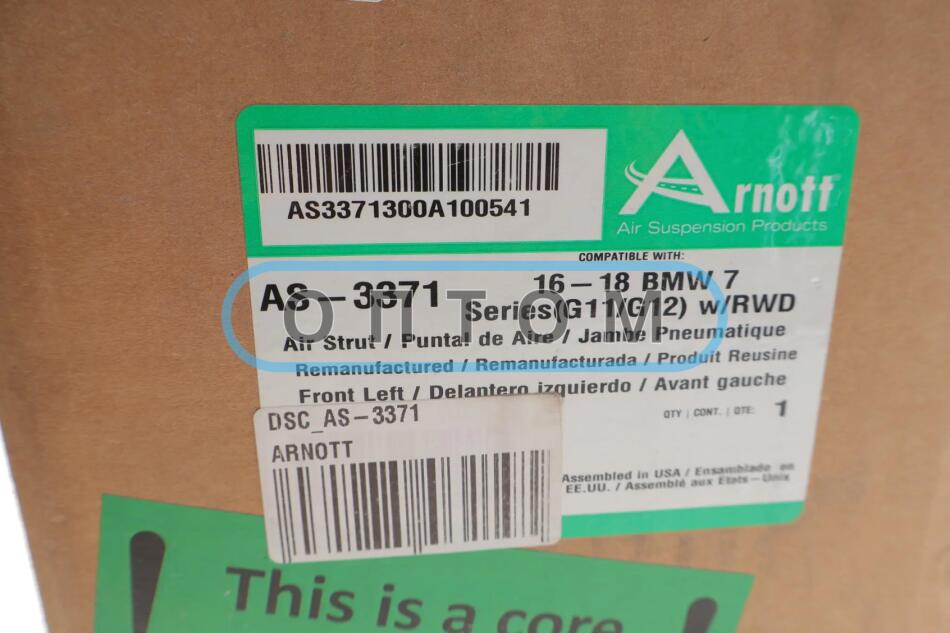 AS3371300A100541
Arnott
Air Suspension Products
COMPATIBLE WITH:
AS-3371
16-18 BMW 7
Series(G11/G12) w/RWD
ОПТОМ
Air Strut / Puntal de Aire / Jambe Pneumatique
Remanufactured / Remanufacturada / Produit Reusine
Front Left / Delantero izquierdo / Avant gauche
QTY | CONT. | QTE: 1
DSC_AS-3371
ARNOTT
Assembled in USA / Ensamblado en
EE.UU. / Assemblé aux Etats-Unix
! This is a core !